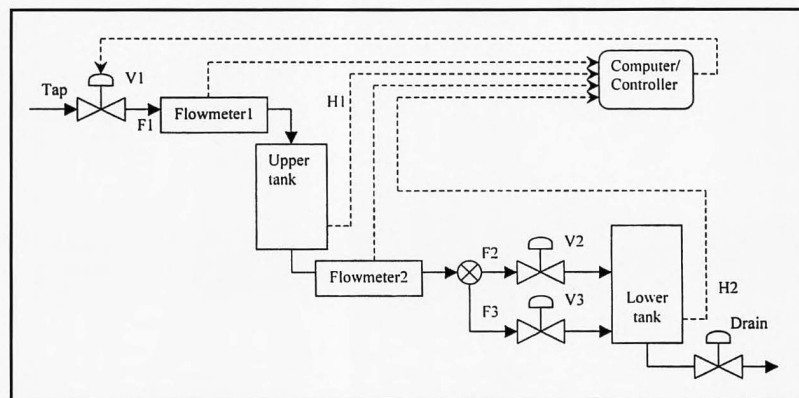 Tap
V1
F1
Flowmeter1
H1
Computer/
Controller
Upper
tank
Flowmeter2
F2
V2
F3
V3
Lower
tank
H2
Drain